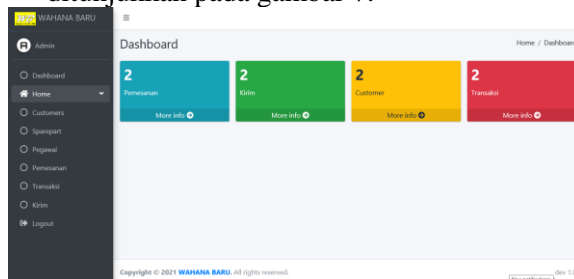 WAHANA BARU
Admin
Dashboard
Home / Dashboard
Dashboard
Home
Customers
Sparepart
Pegawai
Pemesanan
Transaksi
Kirim
Logout
2
Pemesanan
More info
2
Kirim
More info
2
Customer
More info
2
Transaksi
More info
Copyright © 2021 WAHANA BARU. All rights reserved.